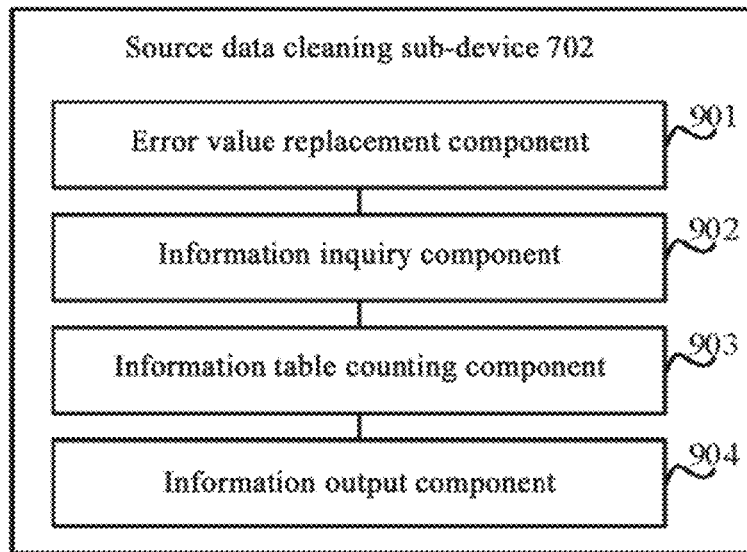 Source data cleaning sub-device 702
Error value replacement component
901
Information inquiry component
902
Information table counting component
903
Information output component
904